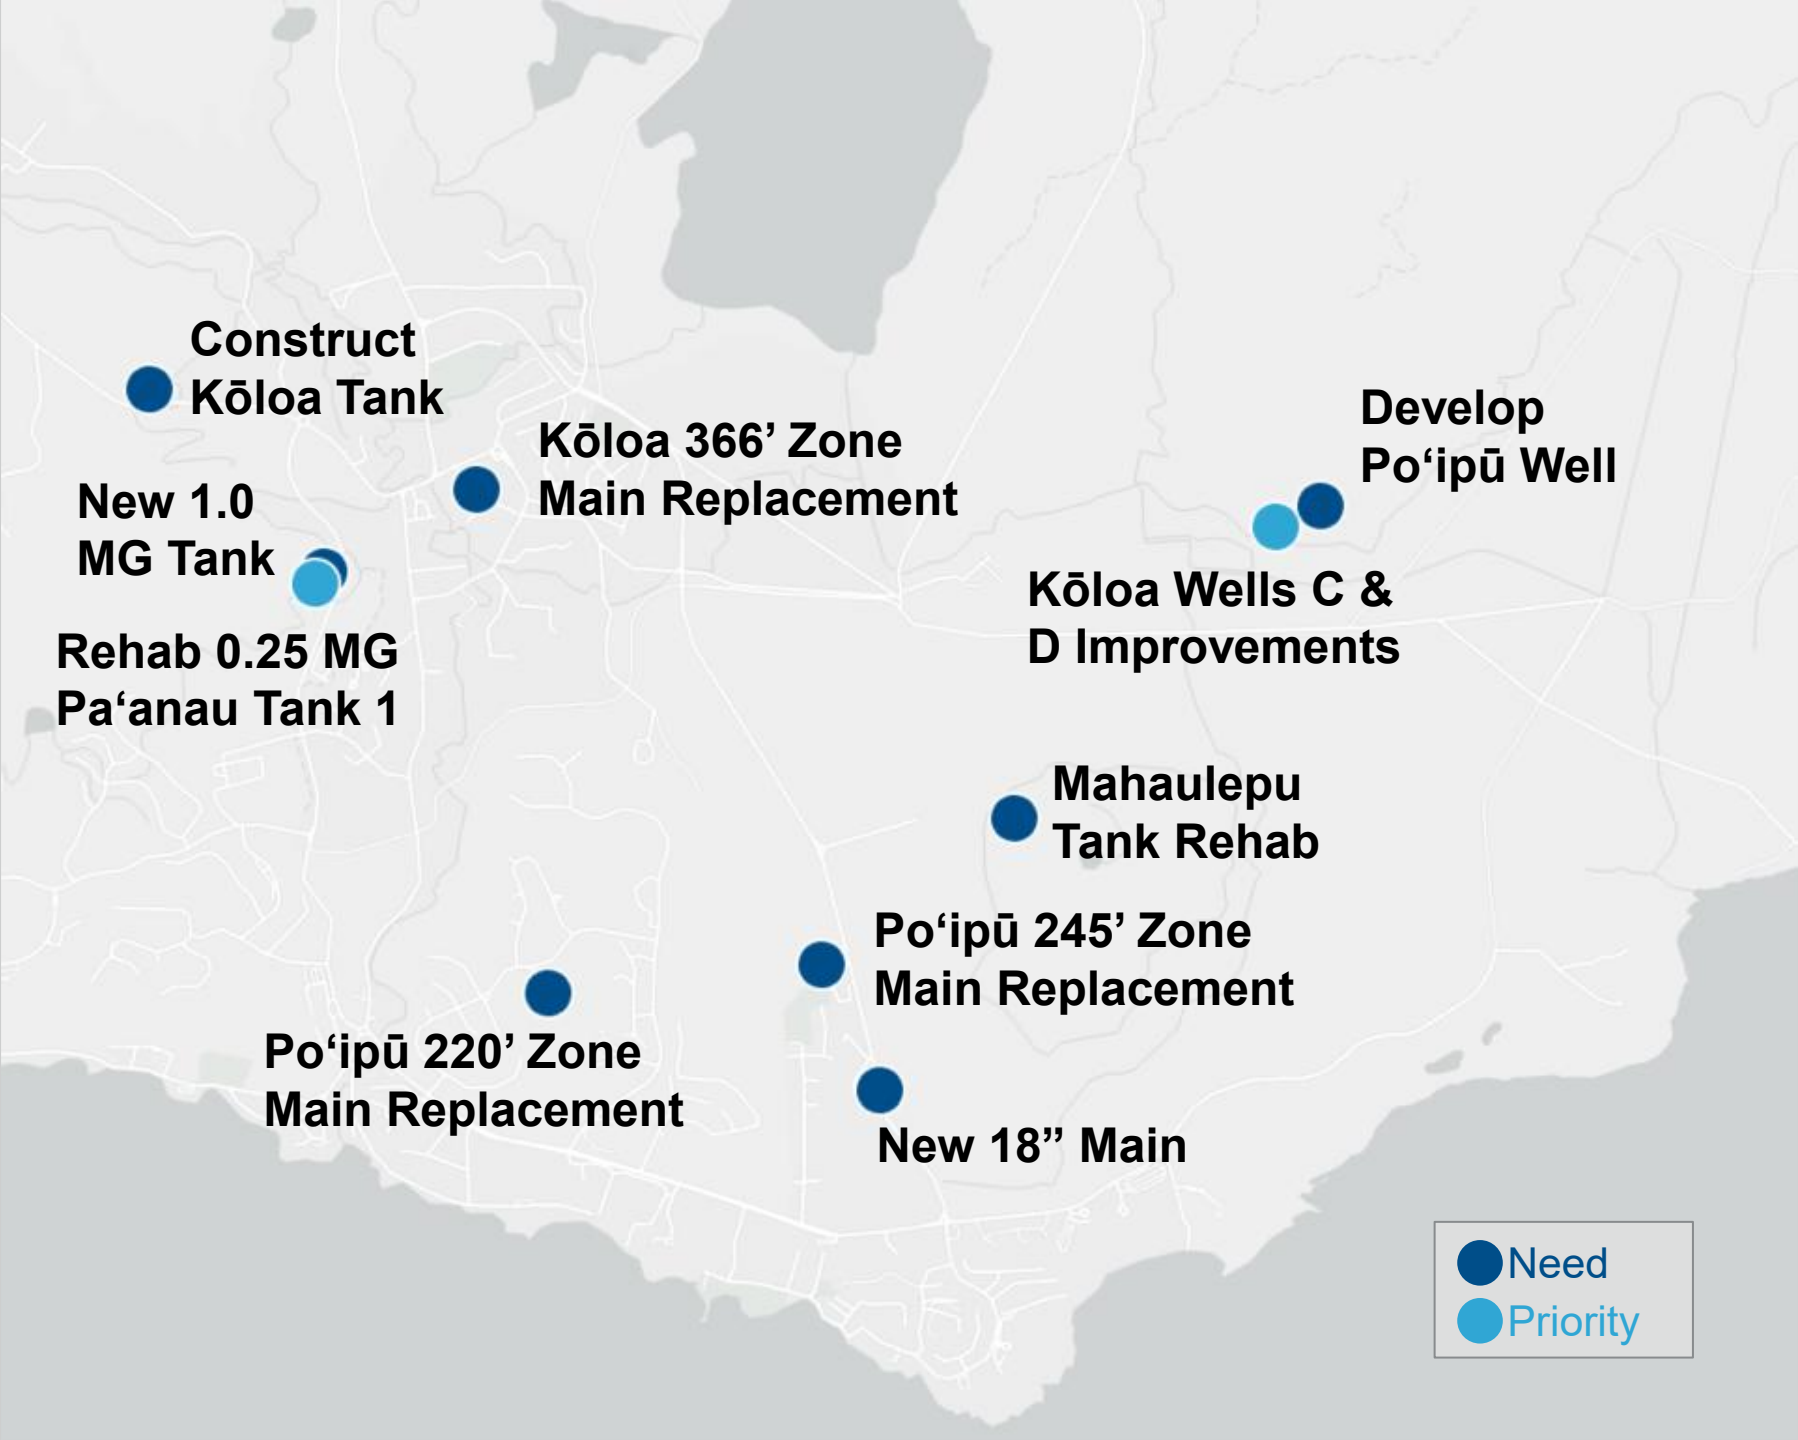 Construct
Kōloa Tank
Kōloa 366’ Zone
Main Replacement
Develop
Po‘ipū Well
New 1.0
MG Tank
Kōloa Wells C &
D Improvements
Rehab 0.25 MG
Pa‘anau Tank 1
Mahaulepu
Tank Rehab
Po‘ipū 245’ Zone
Main Replacement
Po‘ipū 220’ Zone
Main Replacement
New 18” Main
Need
Priority